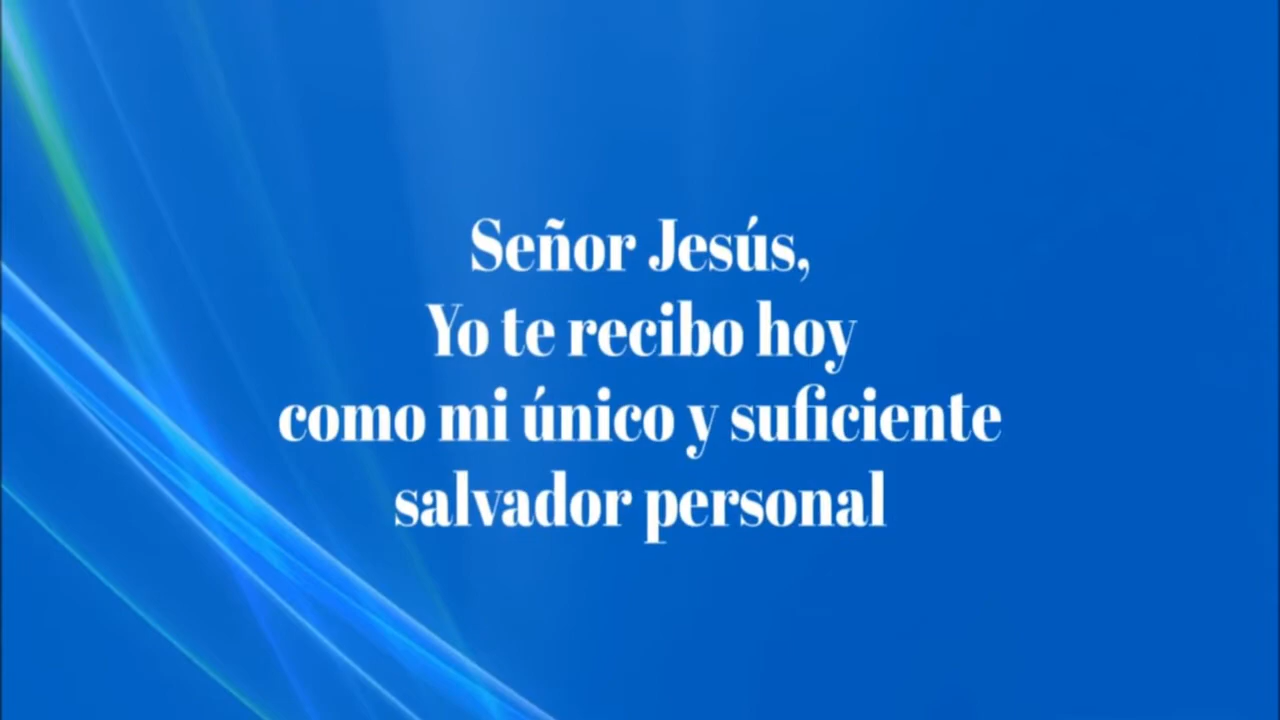 Señor Jesús,
Yo te recibo hoy
como mi único y suficiente
salvador personal